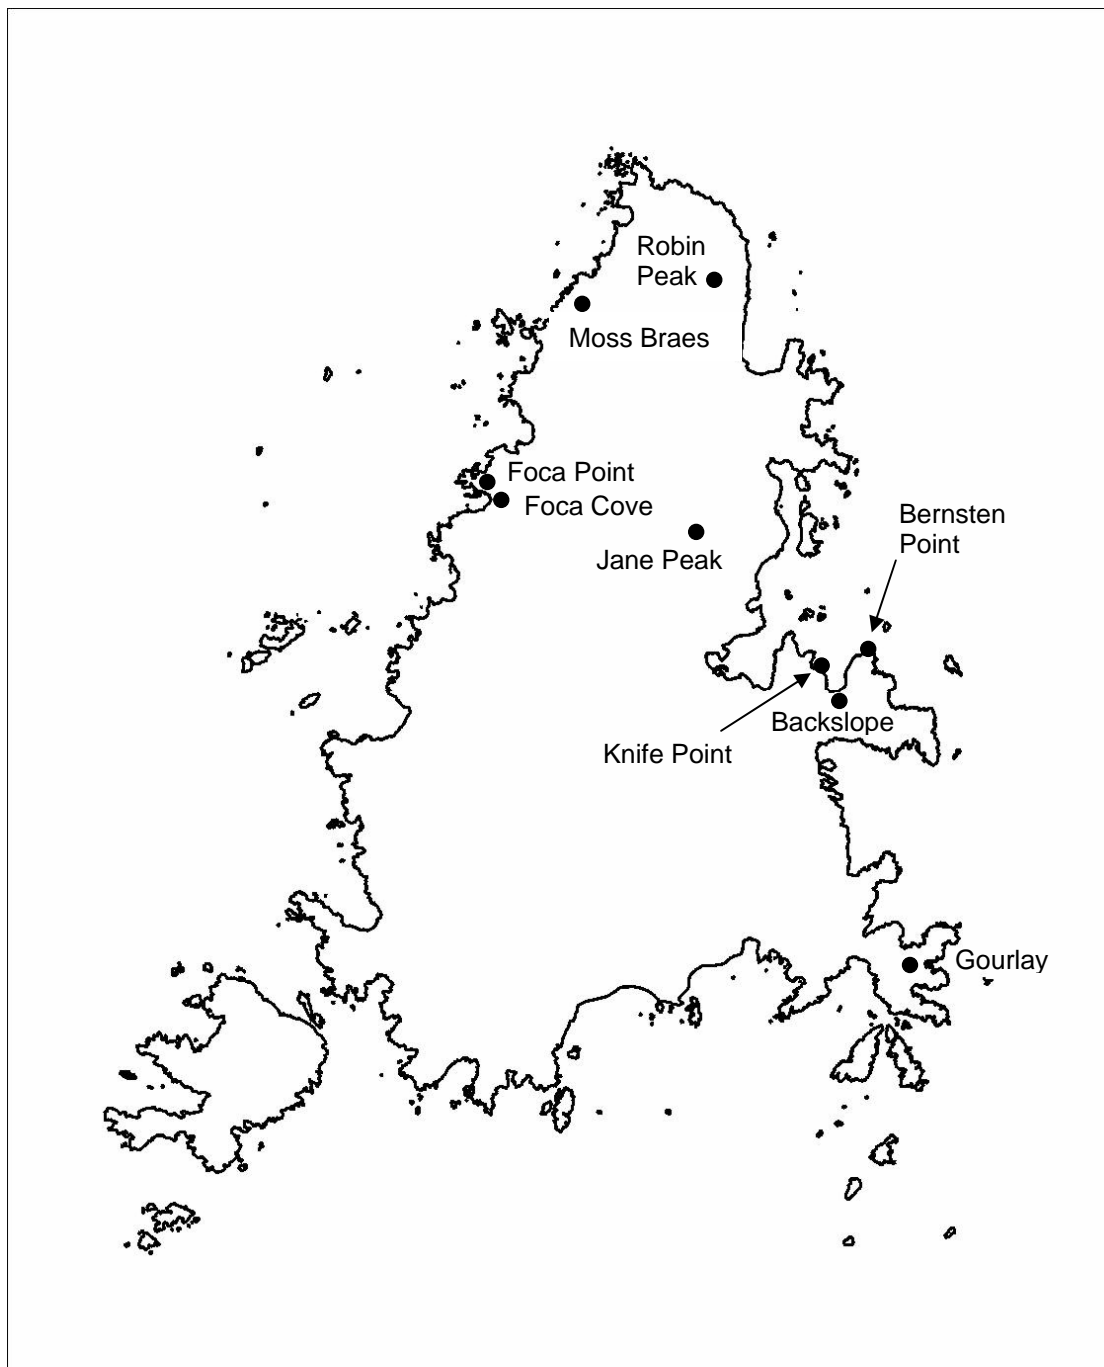 Robin
Peak
Moss Braes
Foca Point
Foca Cove
Bernsten
Point
Jane Peak
Backslope
Knife Point
Gourlay